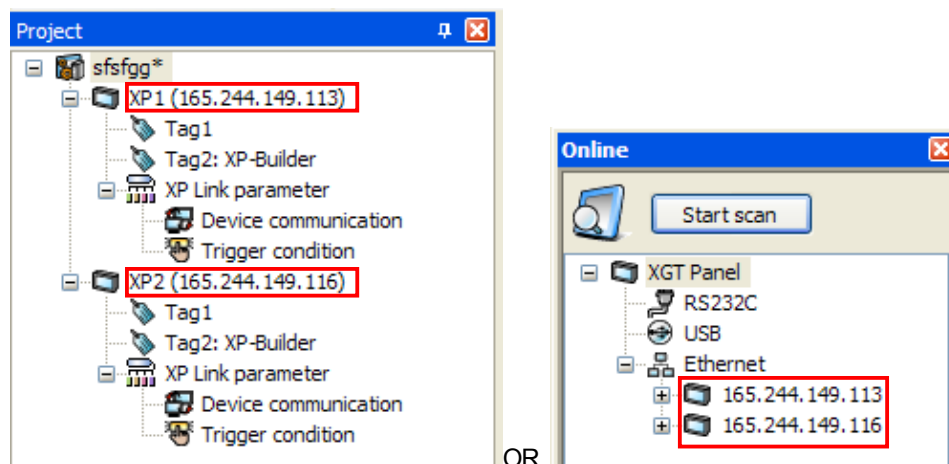 Project
sfsfgg*
XP1 (165.244.149.113)
Tag1
Tag2: XP-Builder
XP Link parameter
Device communication
Trigger condition
XP2 (165.244.149.116)
Tag1
Tag2: XP-Builder
XP Link parameter
Device communication
Trigger condition
OR
Online
Start scan
XGT Panel
RS232C
USB
Ethernet
165.244.149.113
165.244.149.116